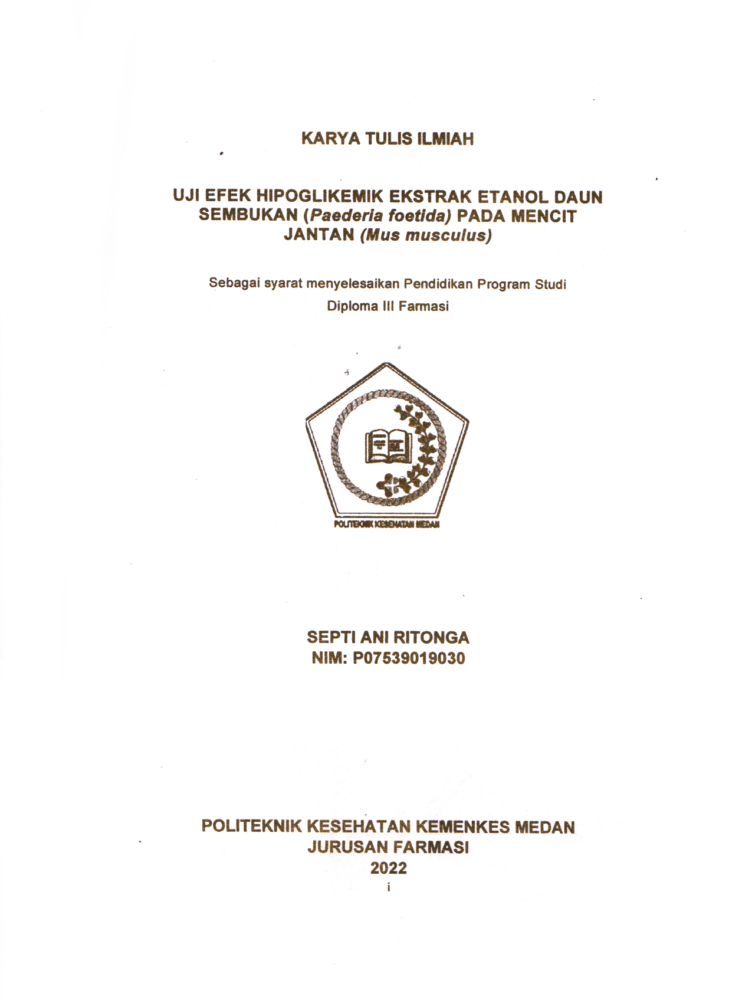 KARYA TULIS ILMIAH
UJI EFEK HIPOGLIKEMIK EKSTRAK ETANOL DAUN
SEMBUKAN (Paederia foetida) PADA MENCIT
JANTAN (Mus musculus)
Sebagai syarat menyelesaikan Pendidikan Program Studi
Diploma III Farmasi
POLITEKNIK KESEHATAN MEDAN
SEPTI ANI RITONGA
NIM: P07539019030
POLITEKNIK KESEHATAN KEMENKES MEDAN
JURUSAN FARMASI
2022
i